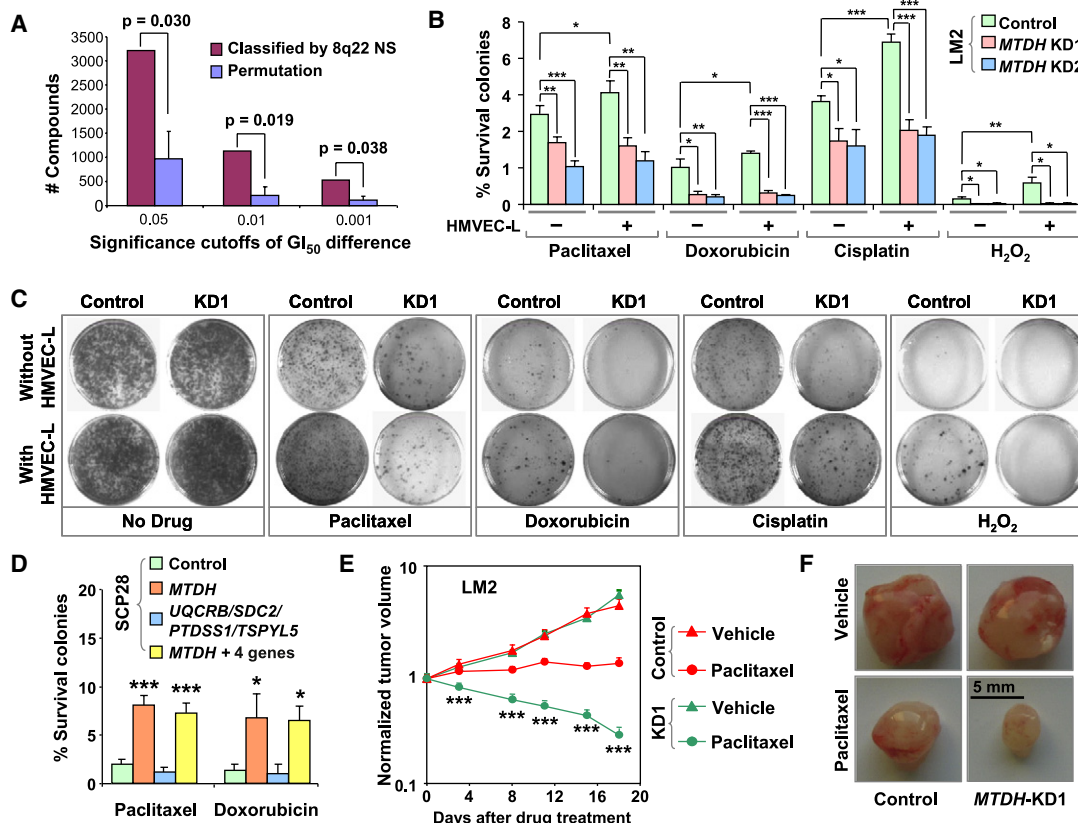 A
p = 0.030
p = 0.019
p = 0.038
Classified by 8q22 NS
Permutation
# Compounds
3500
3000
2500
2000
1500
1000
500
0
0.05 0.01 0.001
Significance cutoffs of GI50 difference
B
% Survival colonies
8
6
4
2
1
0
*
***
**
***
**
*
**
*
***
***
***
*
*
***
***
**
*
*
*
*
LM2
Control
MTDH KD1
MTDH KD2
HMVEC-L − + − + − + − +
Paclitaxel Doxorubicin Cisplatin H2O2
C
Control KD1 Control KD1 Control KD1 Control KD1 Control KD1
Without HMVEC-L
With HMVEC-L
No Drug Paclitaxel Doxorubicin Cisplatin H2O2
D
SCP28
Control
MTDH
UQCRB/SDC2/
PTDSS1/TSPYL5
MTDH + 4 genes
% Survival colonies
20
15
10
5
0
*** *** * *
Paclitaxel Doxorubicin
E
LM2
Normalized tumor volume
10
1
0.1
*** *** *** *** ***
0 4 8 12 16 20
Days after drug treatment
Control
Vehicle
Paclitaxel
KD1
Vehicle
Paclitaxel
F
Vehicle
Paclitaxel
5 mm
Control MTDH-KD1